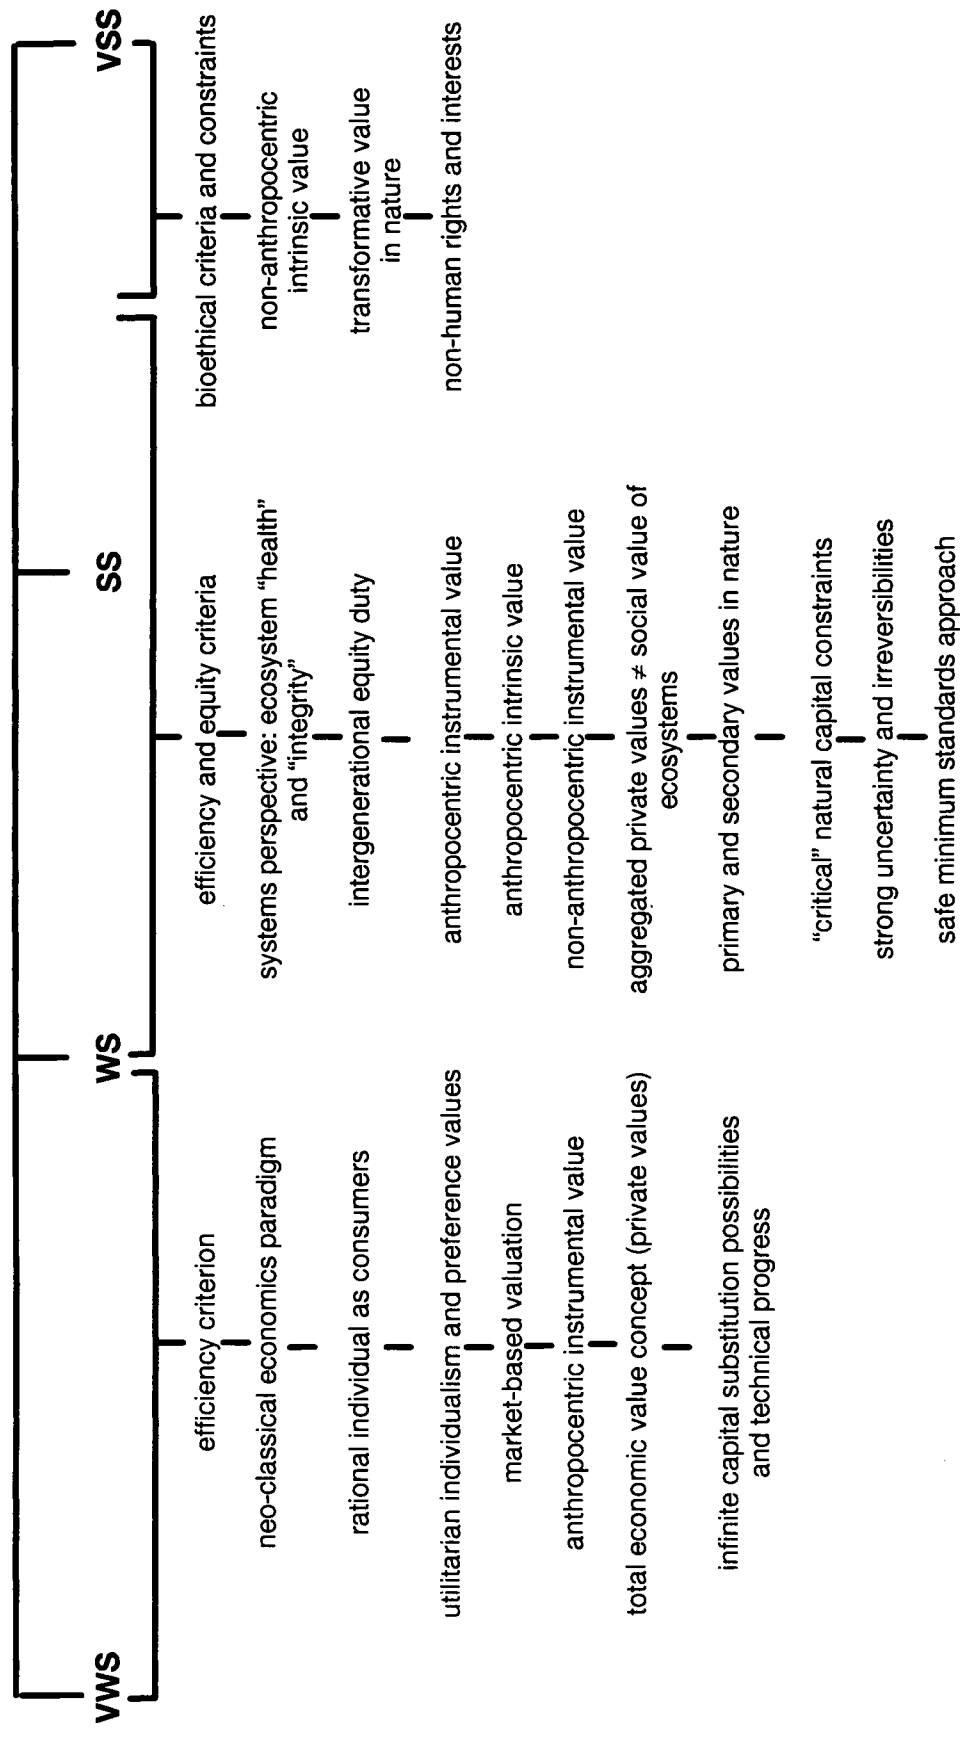 VWS
WS
SS
VSS
efficiency criterion
neo-classical economics paradigm
rational individual as consumers
utilitarian individualism and preference values
market-based valuation
anthropocentric instrumental value
total economic value concept (private values)
infinite capital substitution possibilities
and technical progress
efficiency and equity criteria
systems perspective: ecosystem “health”
and “integrity”
intergenerational equity duty
anthropocentric instrumental value
anthropocentric intrinsic value
non-anthropocentric instrumental value
aggregated private values ≠ social value of
ecosystems
primary and secondary values in nature
“critical” natural capital constraints
strong uncertainty and irreversibilities
safe minimum standards approach
bioethical criteria and constraints
non-anthropocentric
intrinsic value
transformative value
in nature
non-human rights and interests